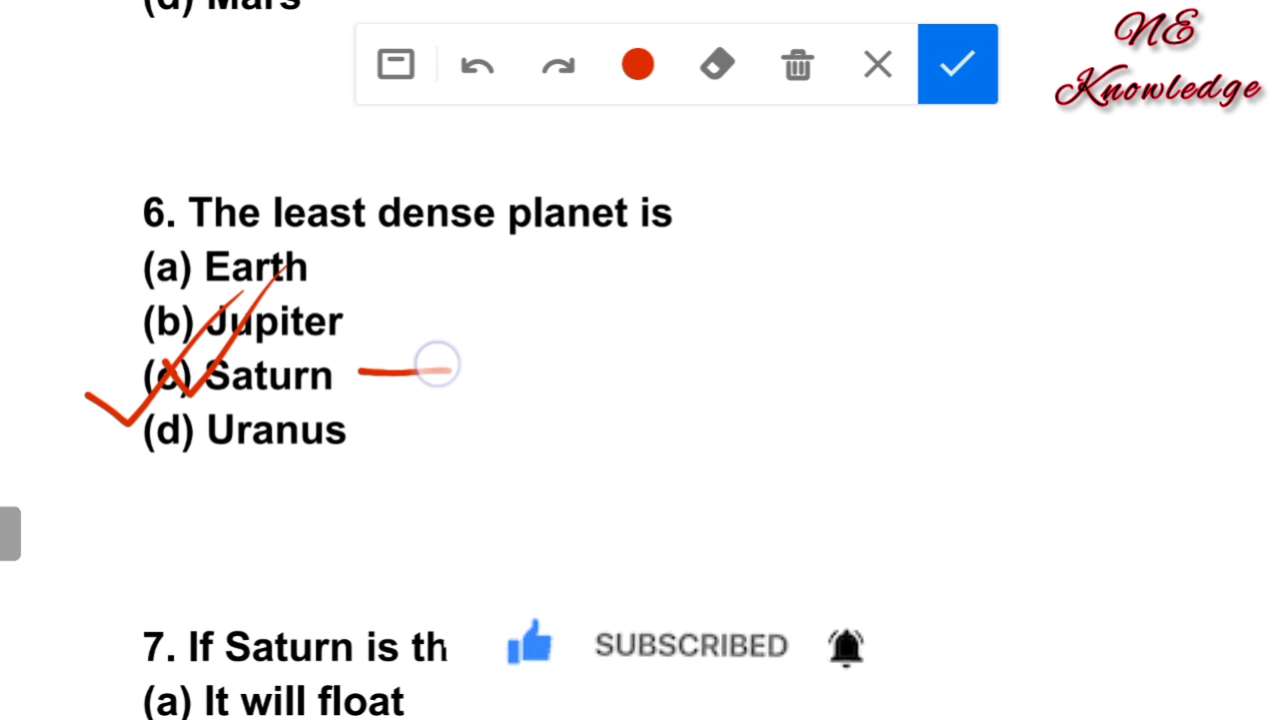 (d) Mars
NE
Knowledge
6. The least dense planet is
(a) Earth
(b) Jupiter
(c) Saturn
(d) Uranus
7. If Saturn is th
SUBSCRIBED
(a) It will float